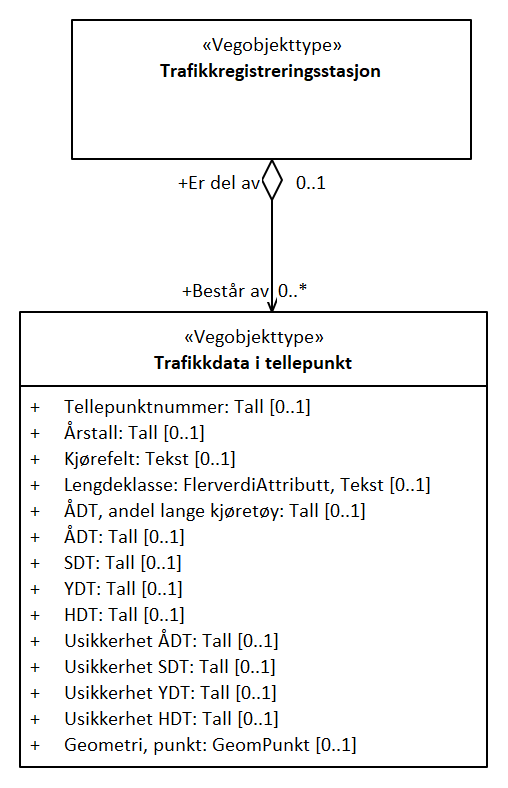 «Vegobjekttype»
Trafikkregistreringsstasjon
+Er del av 0..1
+Består av 0..*
«Vegobjekttype»
Trafikkdata i tellepunkt
+ Tellepunktnummer: Tall [0..1]
+ Årstall: Tall [0..1]
+ Kjørefelt: Tekst [0..1]
+ Lengdeklasse: FlerverdiAttributt, Tekst [0..1]
+ ÅDT, andel lange kjøretøy: Tall [0..1]
+ ÅDT: Tall [0..1]
+ SDT: Tall [0..1]
+ YDT: Tall [0..1]
+ HDT: Tall [0..1]
+ Usikkerhet ÅDT: Tall [0..1]
+ Usikkerhet SDT: Tall [0..1]
+ Usikkerhet YDT: Tall [0..1]
+ Usikkerhet HDT: Tall [0..1]
+ Geometri, punkt: GeomPunkt [0..1]